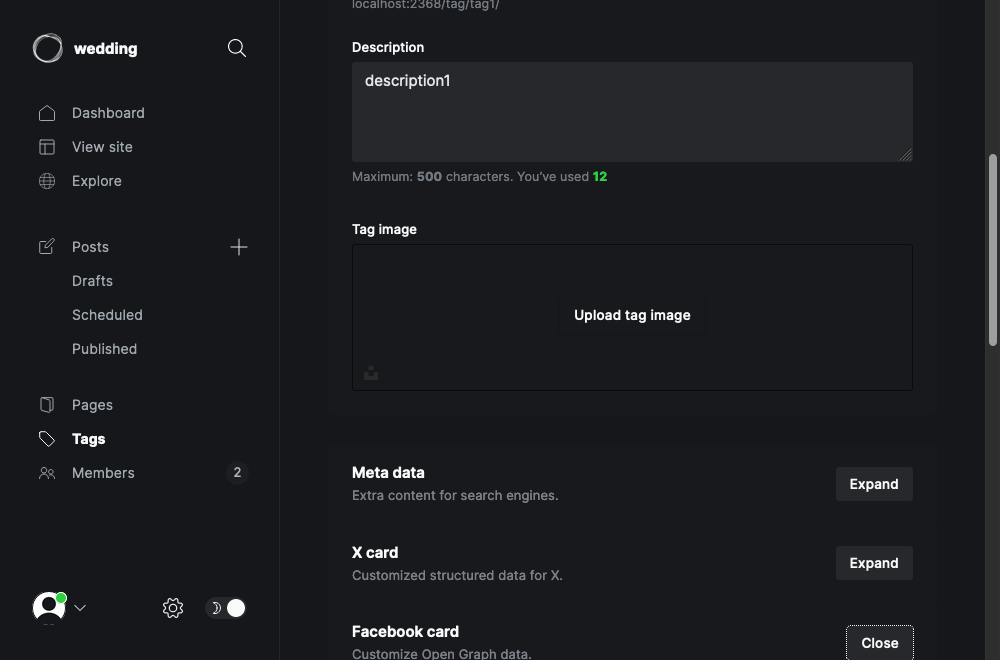 wedding
Dashboard
View site
Explore
Posts
Drafts
Scheduled
Published
Pages
Tags
Members
2
localhost:2368/tag/tag1/
Description
description1
Maximum: 500 characters. You've used 12
Tag image
Upload tag image
Meta data
Extra content for search engines.
Expand
X card
Customized structured data for X.
Expand
Facebook card
Customize Open Graph data.
Close